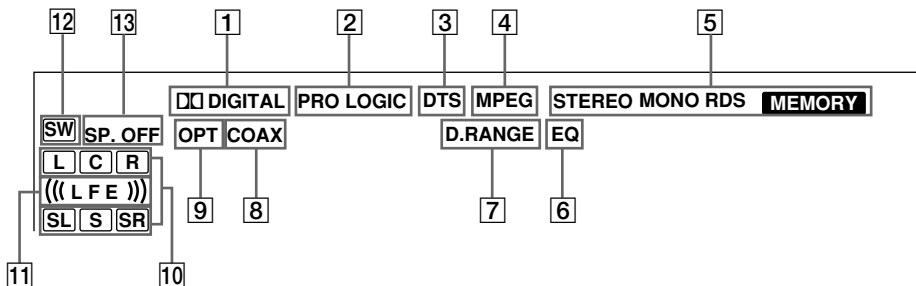 12 13 1 2 3 4 5
DIGITAL PRO LOGIC DTS MPEG STEREO MONO RDS MEMORY
SW SP. OFF OPT COAX D.RANGE EQ
L C R
((( L F E )))
SL S SR
9 8 7 6
11 10